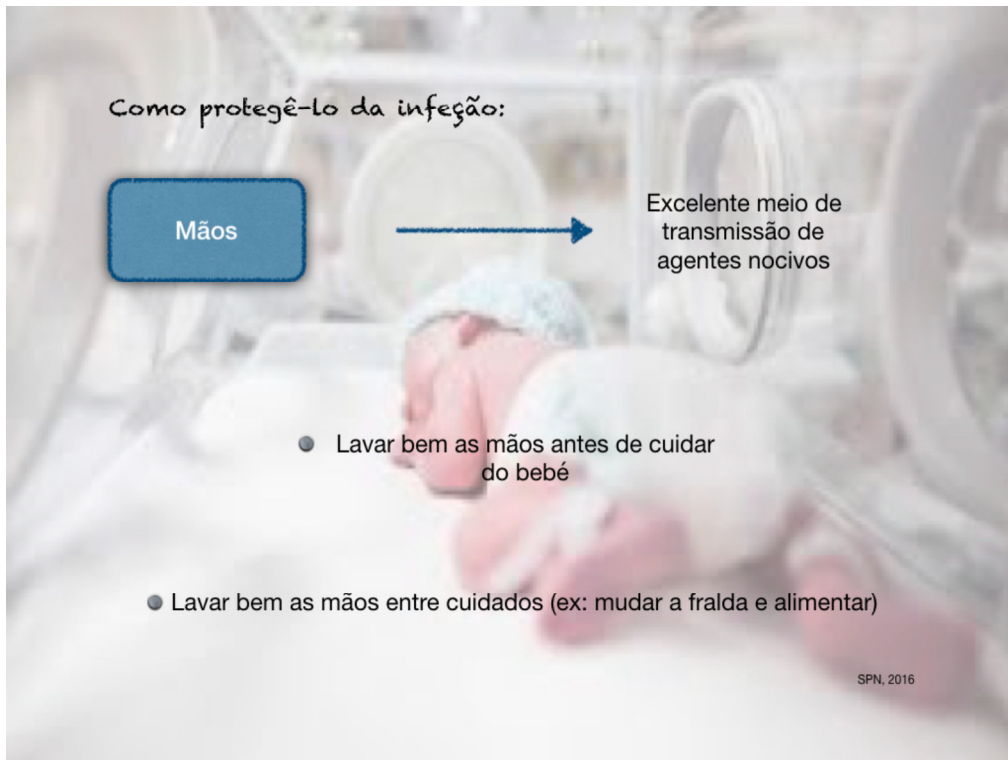 Como protegê-lo da infeção:
Mãos
Excelente meio de
transmissão de
agentes nocivos
Lavar bem as mãos antes de cuidar
do bebé
Lavar bem as mãos entre cuidados (ex: mudar a fralda e alimentar)
SPN, 2016